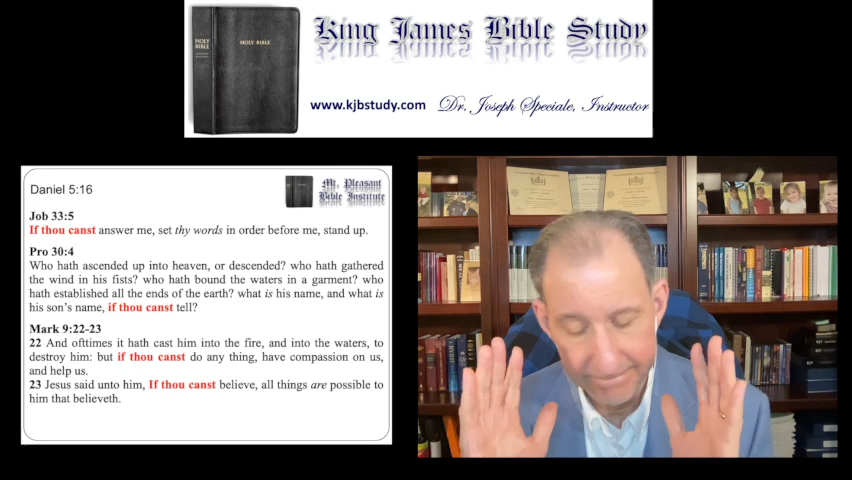 King James Bible Study
HOLY BIBLE
HOLY BIBLE
www.kjbstudy.com Dr. Joseph Speciale, Instructor
Daniel 5:16
Mt. Pleasant
Bible Institute
Job 33:5
If thou canst answer me, set thy words in order before me, stand up.
Pro 30:4
Who hath ascended up into heaven, or descended? who hath gathered
the wind in his fists? who hath bound the waters in a garment? who
hath established all the ends of the earth? what is his name, and what is
his son's name, if thou canst tell?
Mark 9:22-23
22 And ofttimes it hath cast him into the fire, and into the waters, to
destroy him: but if thou canst do any thing, have compassion on us,
and help us.
23 Jesus said unto him, If thou canst believe, all things are possible to
him that believeth.